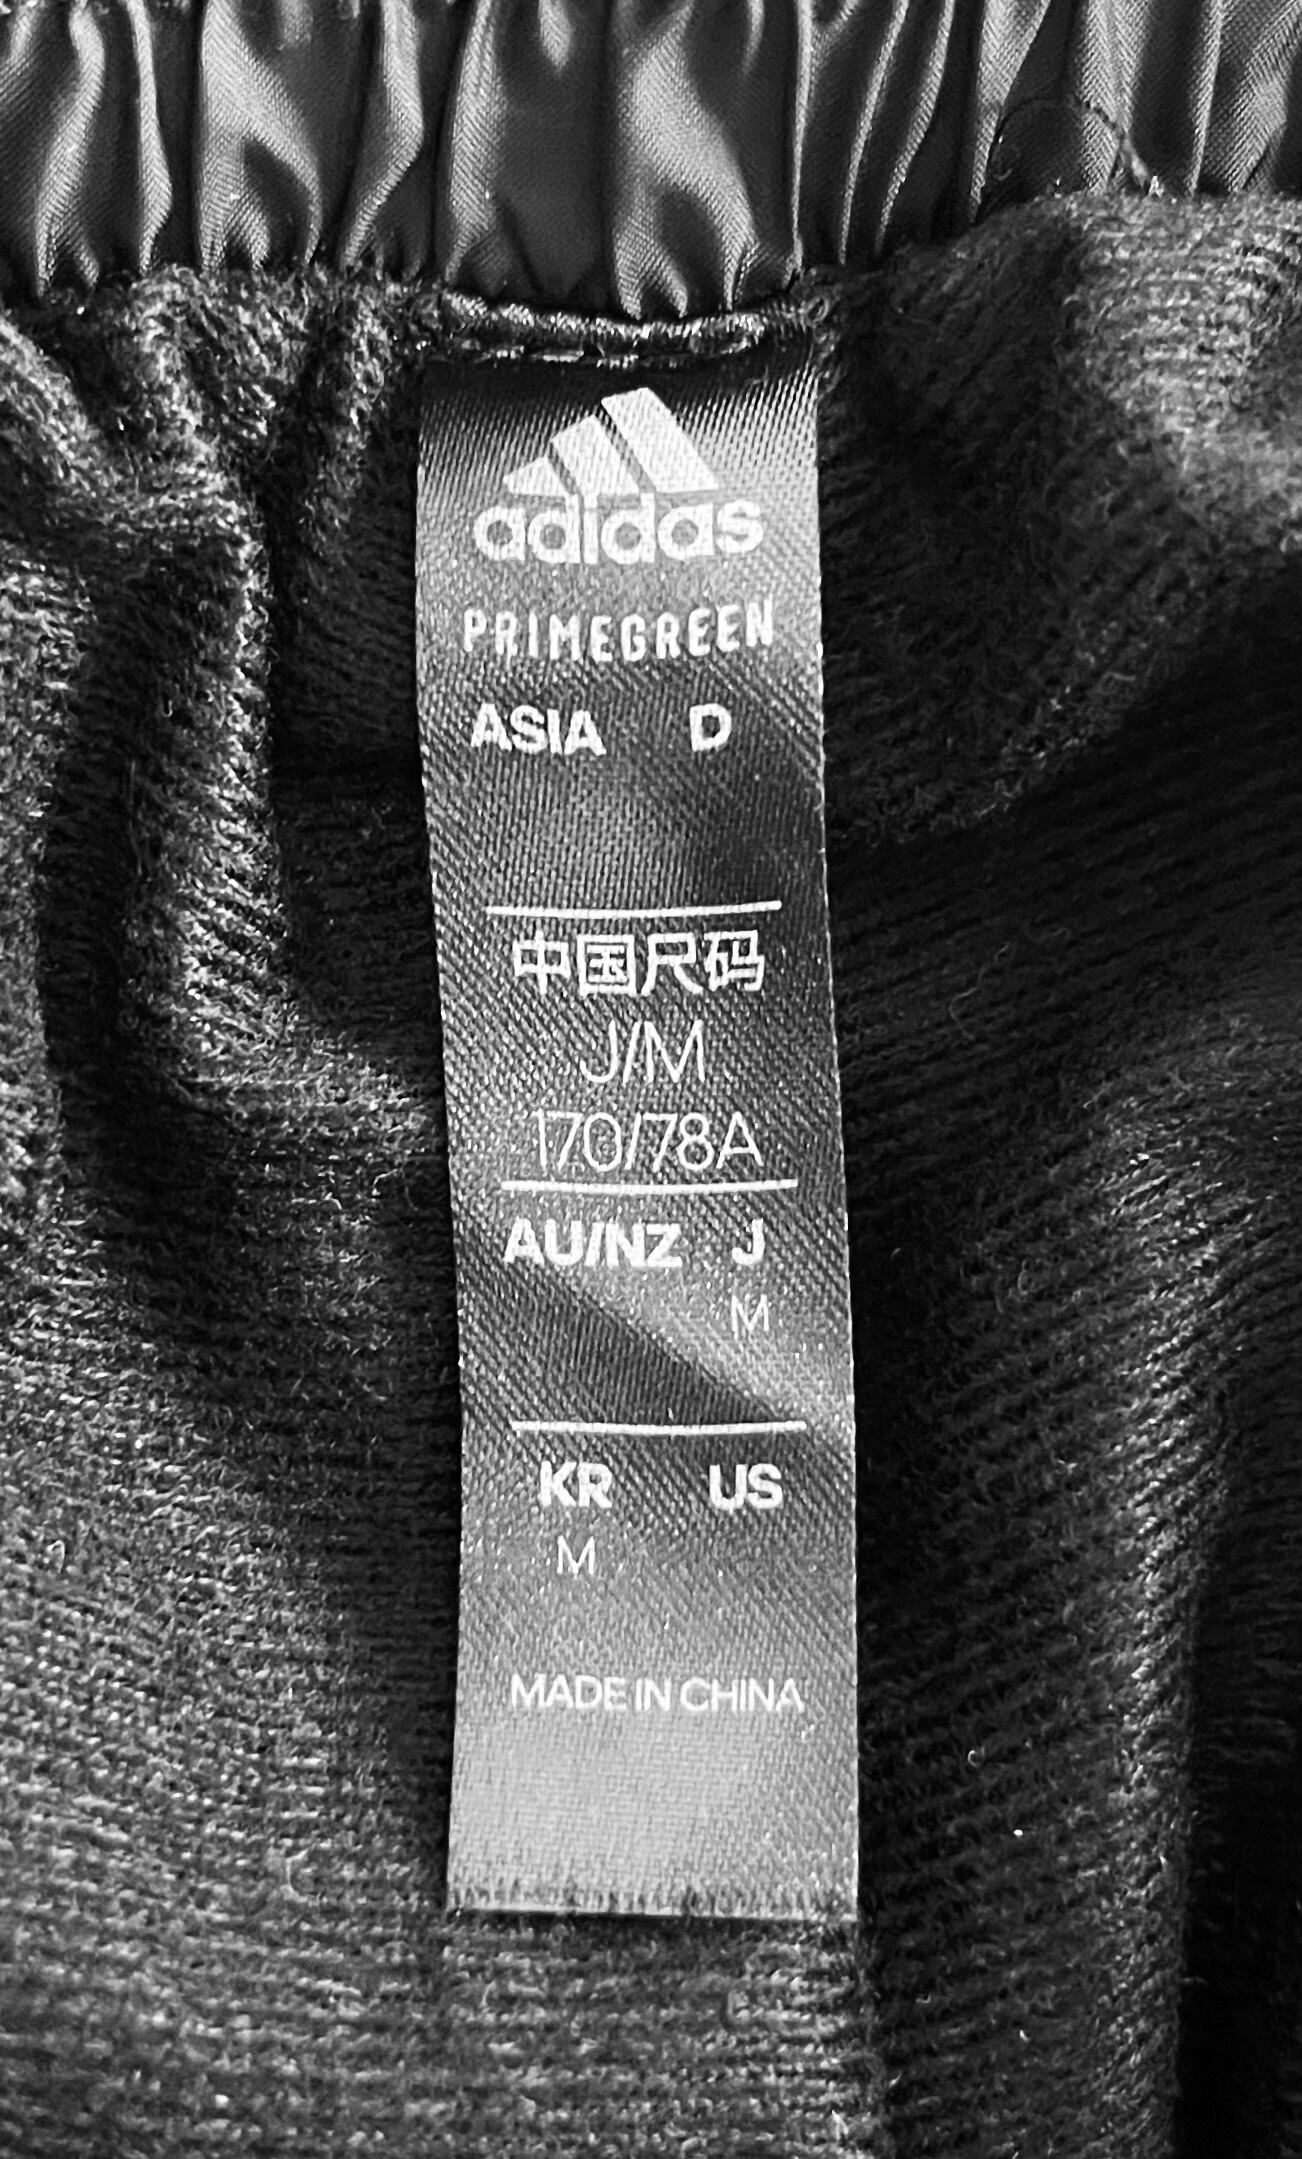 adidas
PRIMEGREEN
ASIA D
中国尺码
J/M
170/78A
AU/NZ J
M
KR US
M
MADE IN CHINA